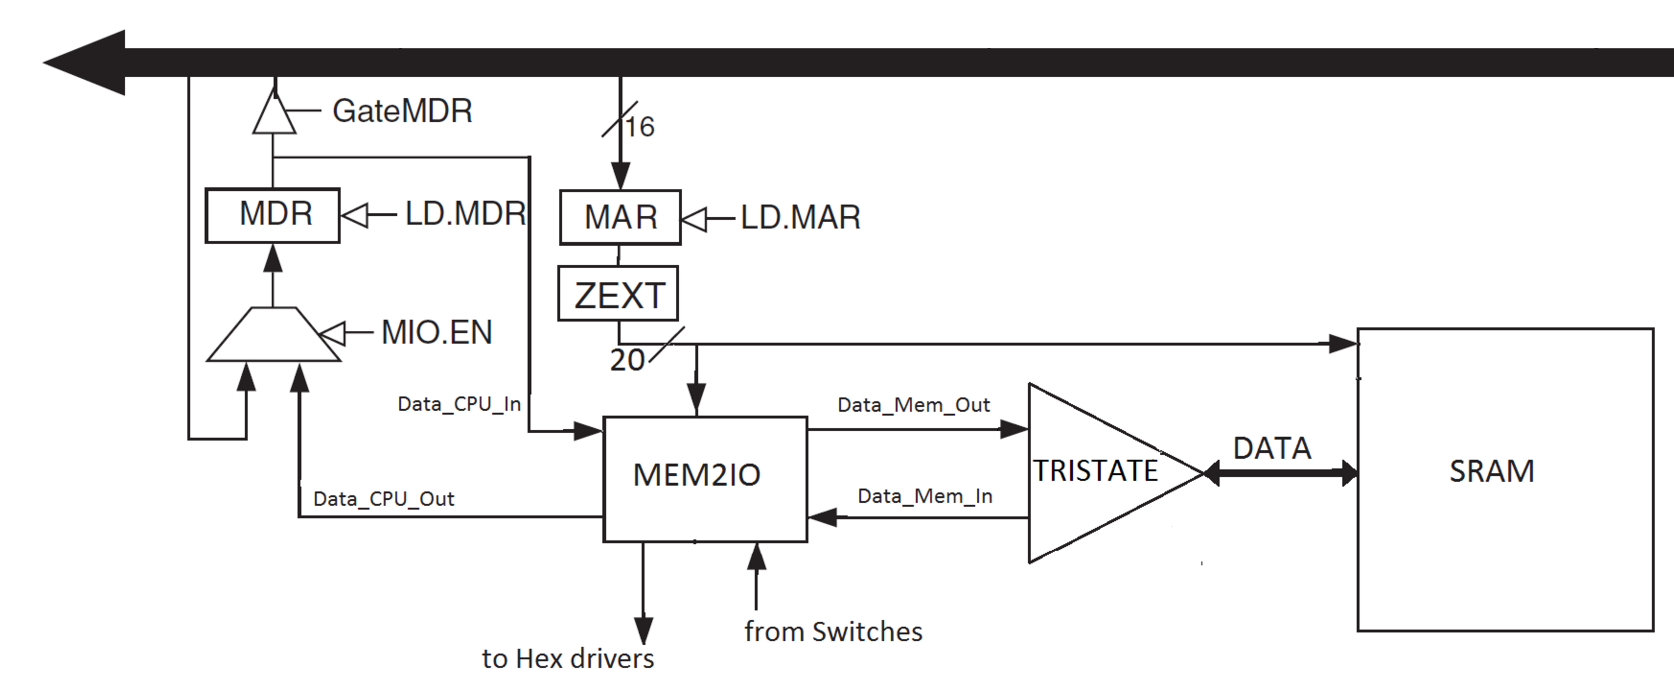 GateMDR
16
MDR
LD.MDR
MAR
LD.MAR
ZEXT
MIO.EN
20
Data_CPU_In
Data_Mem_Out
MEM2IO
TRISTATE
DATA
SRAM
Data_CPU_Out
Data_Mem_In
from Switches
to Hex drivers